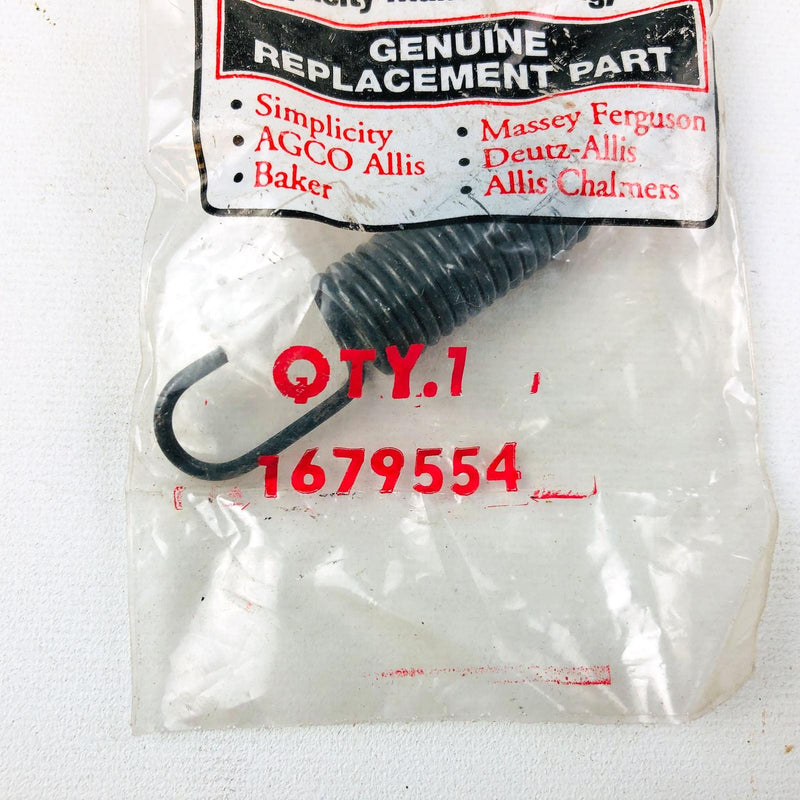 GENUINE
REPLACEMENT PART
• Simplicity
• AGCO Allis
• Baker
• Massey Ferguson
• Deutz-Allis
• Allis Chalmers
QTY.1
1679554